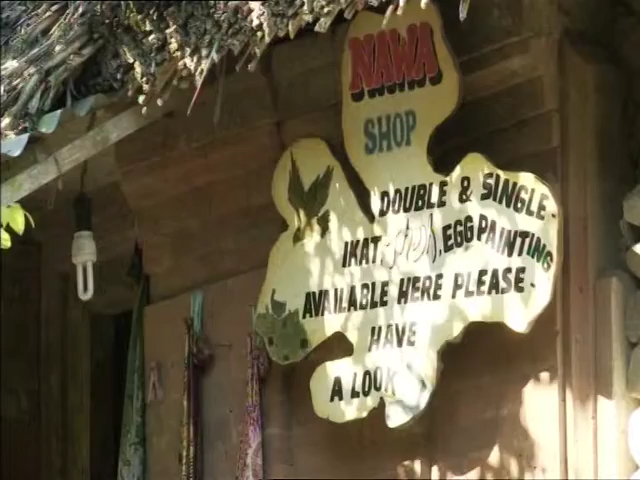 NAWA
SHOP
DOUBLE & SINGLE-
IKAT. EGG PAINTING
AVAILABLE HERE PLEASE-
HAVE
A LOOK